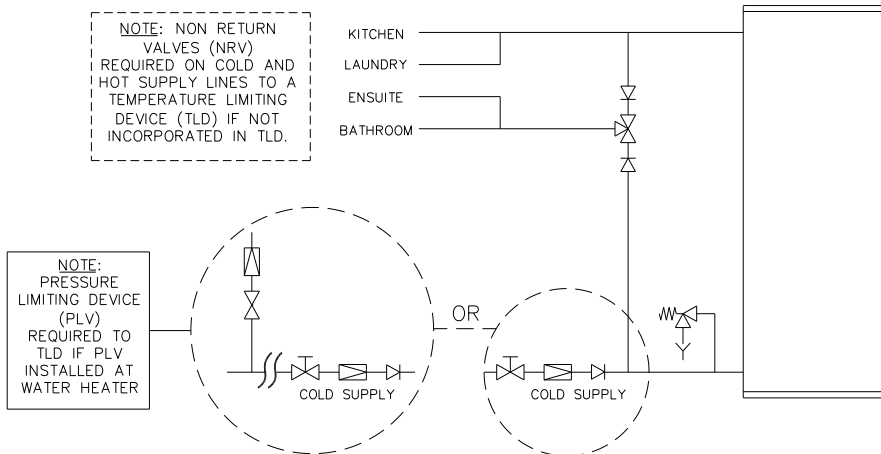 NOTE: NON RETURN
VALVES (NRV)
REQUIRED ON COLD AND
HOT SUPPLY LINES TO A
TEMPERATURE LIMITING
DEVICE (TLD) IF NOT
INCORPORATED IN TLD.
KITCHEN
LAUNDRY
ENSUITE
BATHROOM
NOTE:
PRESSURE
LIMITING DEVICE
(PLV)
REQUIRED TO
TLD IF PLV
INSTALLED AT
WATER HEATER
OR
COLD SUPPLY
COLD SUPPLY